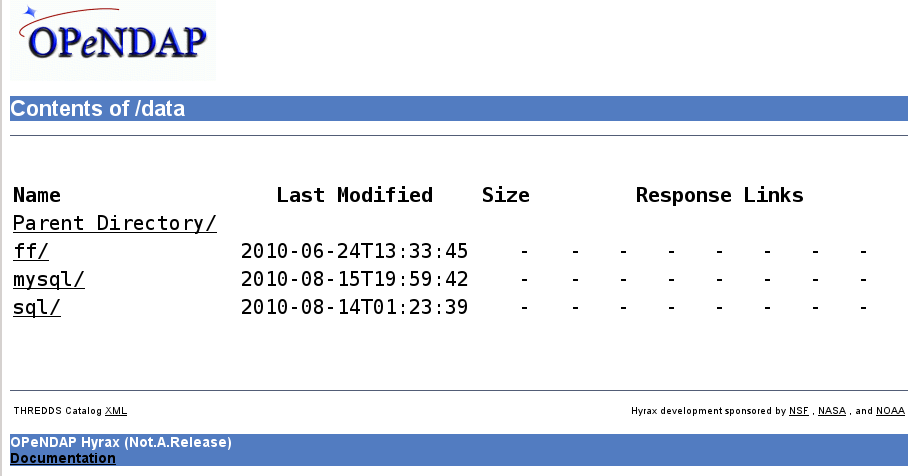 OPeNDAP
Contents of /data
Name Last Modified Size Response Links
Parent Directory/
ff/ 2010-06-24T13:33:45 - - - - - - - -
mysql/ 2010-08-15T19:59:42 - - - - - - - -
sql/ 2010-08-14T01:23:39 - - - - - - - -
THREDDS Catalog XML Hyrax development sponsored by NSF , NASA , and NOAA
OPeNDAP Hyrax (Not.A.Release)
Documentation